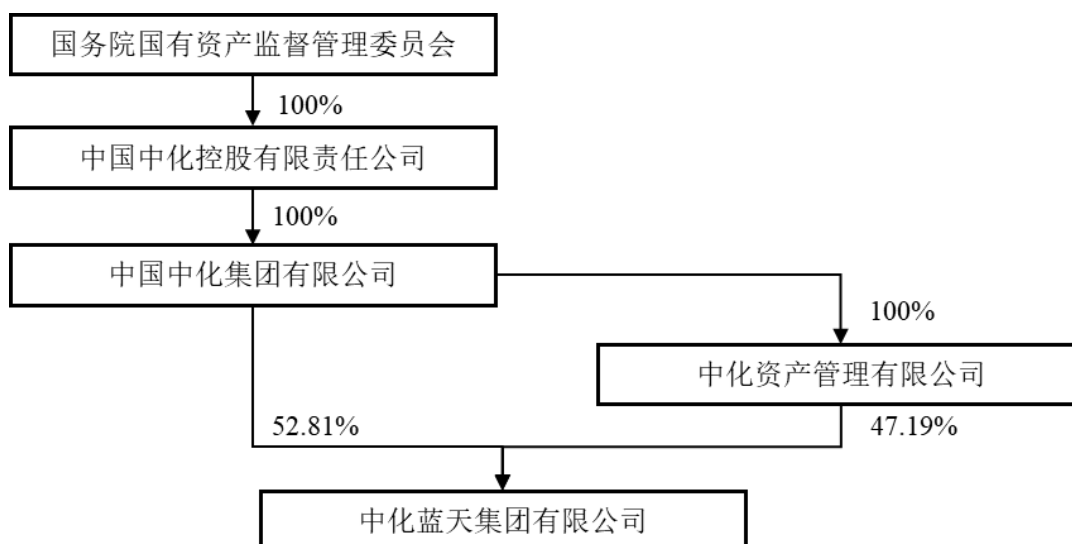 国务院国有资产监督管理委员会
100%
中国中化控股有限责任公司
100%
中国中化集团有限公司
100%
中化资产管理有限公司
52.81%
47.19%
中化蓝天集团有限公司